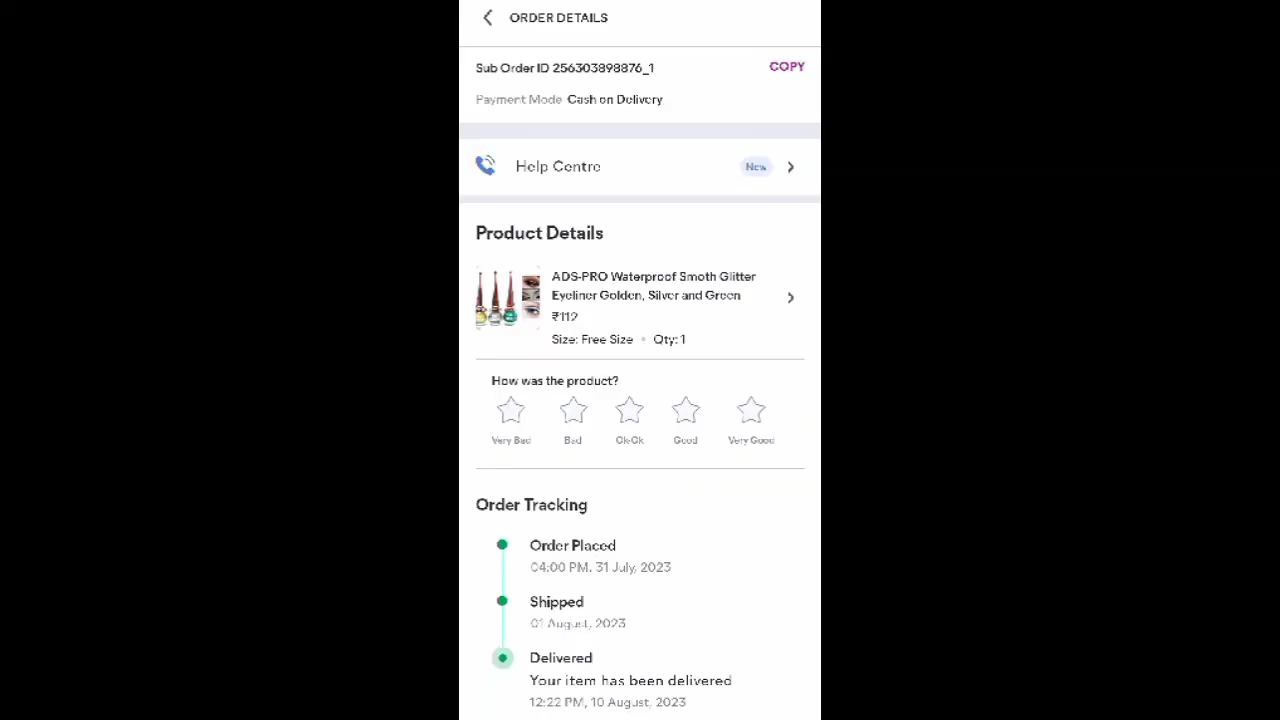 ORDER DETAILS
Sub Order ID 256303898876_1
COPY
Payment Mode Cash on Delivery
Help Centre
New
Product Details
ADS-PRO Waterproof Smoth Glitter
Eyeliner Golden, Silver and Green
₹112
Size: Free Size • Qty: 1
How was the product?
Very Bad Bad Ok-Ok Good Very Good
Order Tracking
Order Placed
04:00 PM, 31 July, 2023
Shipped
01 August, 2023
Delivered
Your item has been delivered
12:22 PM, 10 August, 2023